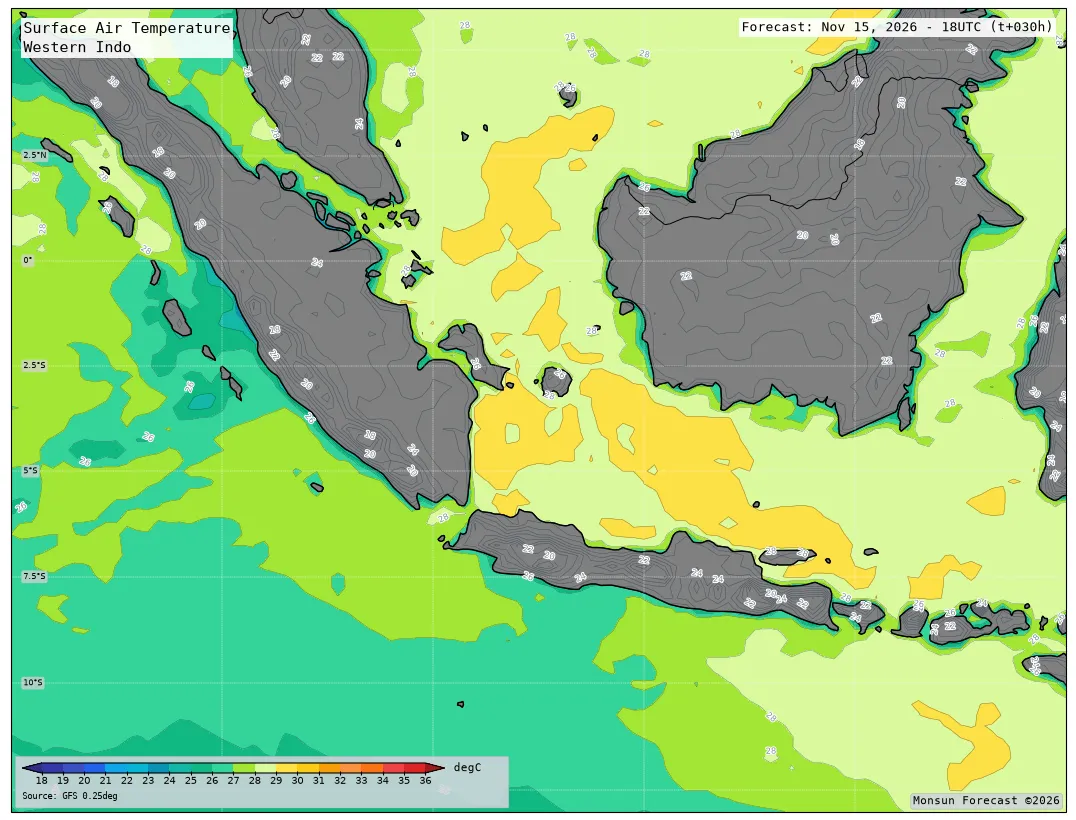 Surface Air Temperature
Western Indo
Forecast: Nov 15, 2026 - 18UTC (t+030h)
2.5°N
0°
2.5°S
5°S
7.5°S
10°S
degC
18 19 20 21 22 23 24 25 26 27 28 29 30 31 32 33 34 35 36
Source: GFS 0.25deg
Monsun Forecast ©2026